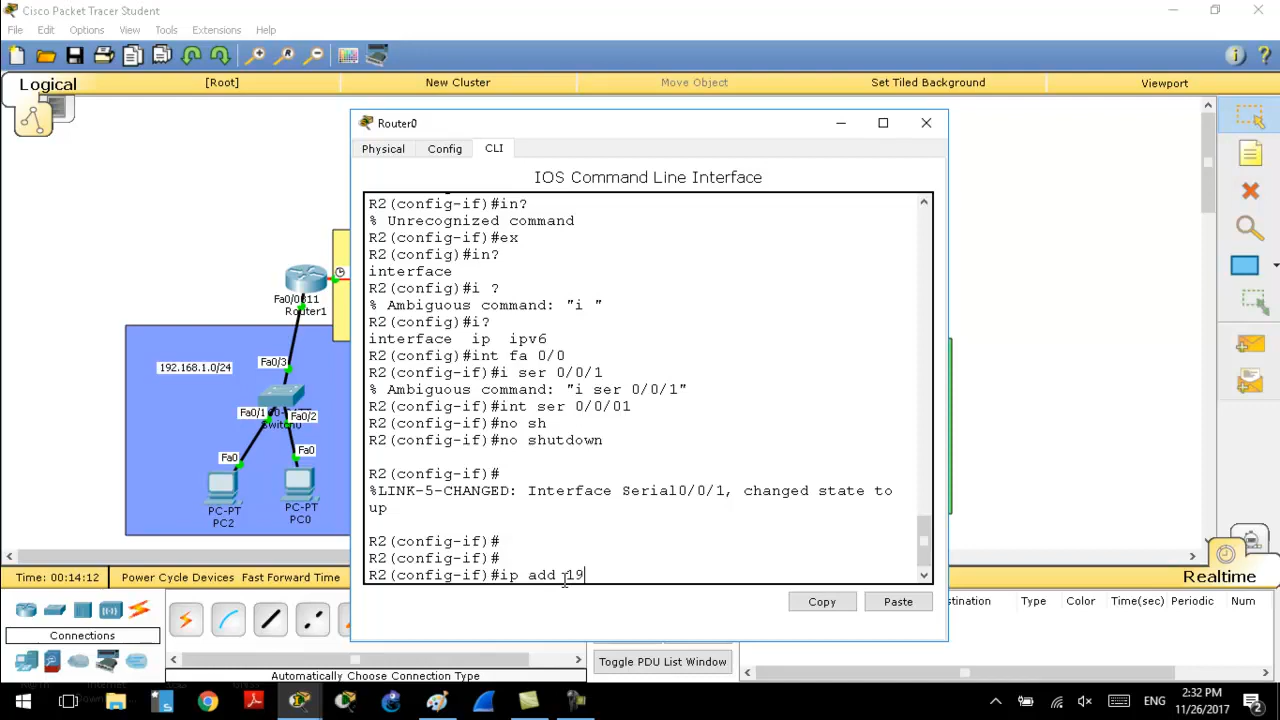 Cisco Packet Tracer Student
File Edit Options View Tools Extensions Help
Logical [Root] New Cluster Move Object Set Tiled Background Viewport
Router0
Physical Config CLI
IOS Command Line Interface
R2(config-if)#in?
% Unrecognized command
R2(config-if)#ex
R2(config)#in?
interface
R2(config)#i ?
% Ambiguous command: "i "
R2(config)#i?
interface ip ipv6
R2(config)#int fa 0/0
R2(config-if)#i ser 0/0/1
% Ambiguous command: "i ser 0/0/1"
R2(config-if)#int ser 0/0/01
R2(config-if)#no sh
R2(config-if)#no shutdown
R2(config-if)#
%LINK-5-CHANGED: Interface Serial0/0/1, changed state to
up
R2(config-if)#
R2(config-if)#
R2(config-if)#ip add 19
Copy Paste
Fa0/0
Router1
192.168.1.0/24
Fa0/3
Fa0/1
Fa0/2
Switch0
Fa0
Fa0
PC-PT
PC2
PC-PT
PC0
Time: 00:14:12 Power Cycle Devices Fast Forward Time Realtime
Connections
Automatically Choose Connection Type
Toggle PDU List Window
Type Color Time(sec) Periodic Num
ENG
2:32 PM
11/26/2017
2